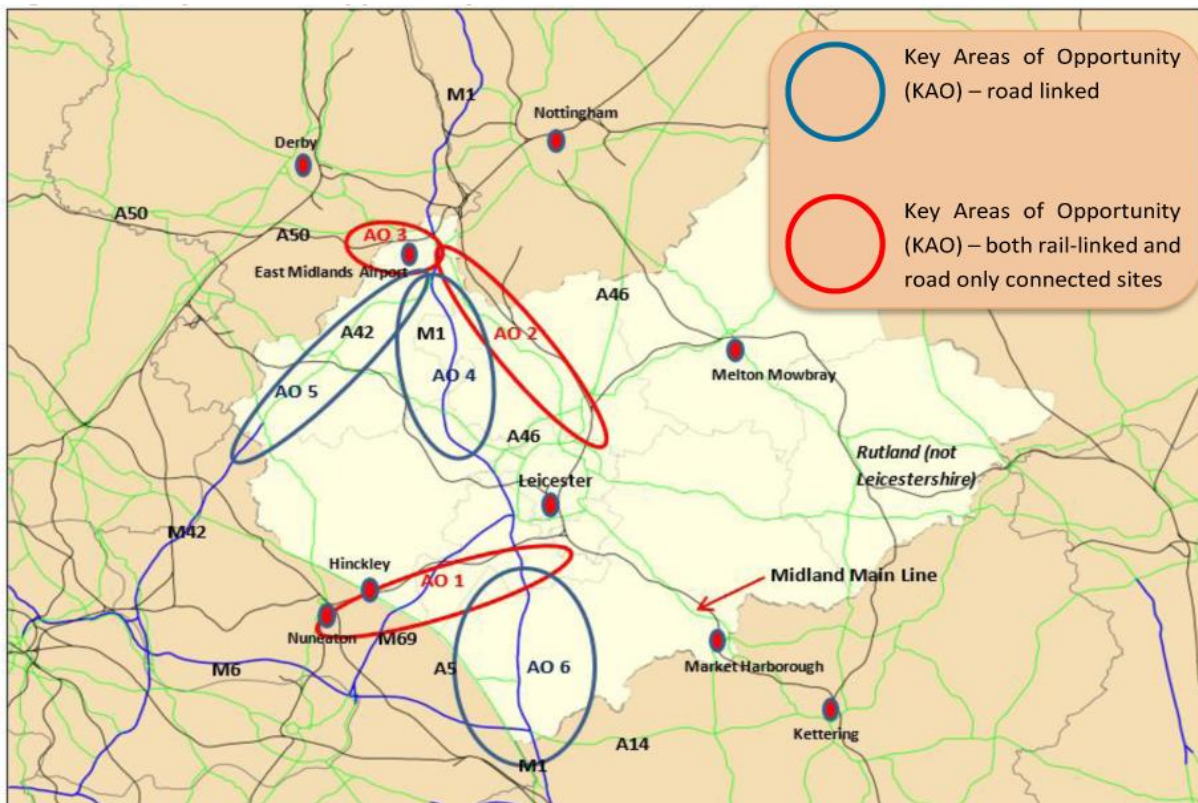 M1
Nottingham
Derby
A50
A50
AO 3
East Midlands Airport
A46
A42
M1
AO 2
AO 4
AO 5
Melton Mowbray
A46
Leicester
Rutland (not
Leicestershire)
M42
Hinckley
AO 1
Midland Main Line
Nuneaton
M69
M6
A5
AO 6
Market Harborough
A14
Kettering
M1
Key Areas of Opportunity
(KAO) – road linked
Key Areas of Opportunity
(KAO) – both rail-linked and
road only connected sites